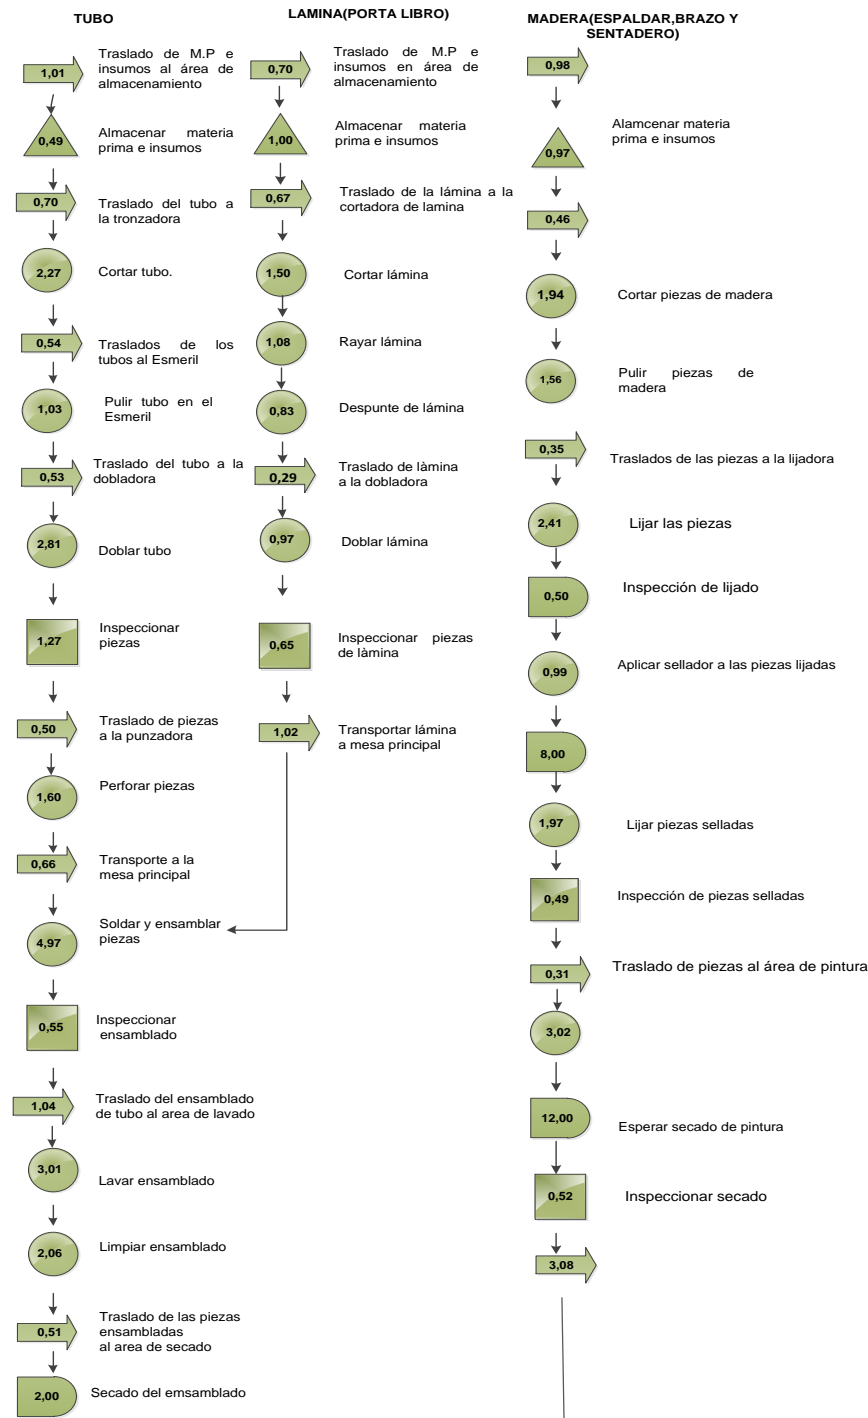 TUBO
1,01
Traslado de M.P e
insumos al área de
almacenamiento
0,49
Almacenar materia
prima e insumos
0,70
Traslado del tubo a
la tronzadora
2,27
Cortar tubo.
0,54
Traslados de los
tubos al Esmeril
1,03
Pulir tubo en el
Esmeril
0,53
Traslado del tubo a la
dobladora
2,81
Doblar tubo
1,27
Inspeccionar
piezas
0,50
Traslado de piezas
a la punzadora
1,60
Perforar piezas
0,66
Transporte a la
mesa principal
4,97
Soldar y ensamblar
piezas
0,55
Inspeccionar
ensamblado
1,04
Traslado del ensamblado
de tubo al area de lavado
3,01
Lavar ensamblado
2,06
Limpiar ensamblado
0,51
Traslado de las piezas
ensambladas
al area de secado
2,00
Secado del emsamblado
LAMINA(PORTA LIBRO)
0,70
Traslado de M.P e
insumos en área de
almacenamiento
1,00
Almacenar materia
prima e insumos
0,67
Traslado de la lámina a la
cortadora de lamina
1,50
Cortar lámina
1,08
Rayar lámina
0,83
Despunte de lámina
0,29
Traslado de làmina
a la dobladora
0,97
Doblar lámina
0,65
Inspeccionar piezas
de làmina
1,02
Transportar lámina
a mesa principal
MADERA(ESPALDAR,BRAZO Y
SENTADERO)
0,98
0,97
Alamcenar materia
prima e insumos
0,46
1,94
Cortar piezas de madera
1,56
Pulir piezas de
madera
0,35
Traslados de las piezas a la lijadora
2,41
Lijar las piezas
0,50
Inspección de lijado
0,99
Aplicar sellador a las piezas lijadas
8,00
1,97
Lijar piezas selladas
0,49
Inspección de piezas selladas
0,31
Traslado de piezas al área de pintura
3,02
12,00
Esperar secado de pintura
0,52
Inspeccionar secado
3,08